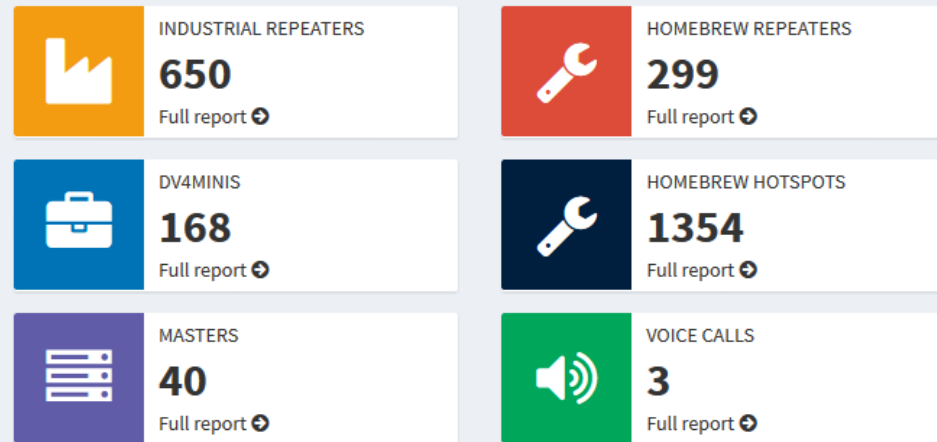 INDUSTRIAL REPEATERS
650
Full report
HOMEBREW REPEATERS
299
Full report
DV4MINIS
168
Full report
HOMEBREW HOTSPOTS
1354
Full report
MASTERS
40
Full report
VOICE CALLS
3
Full report